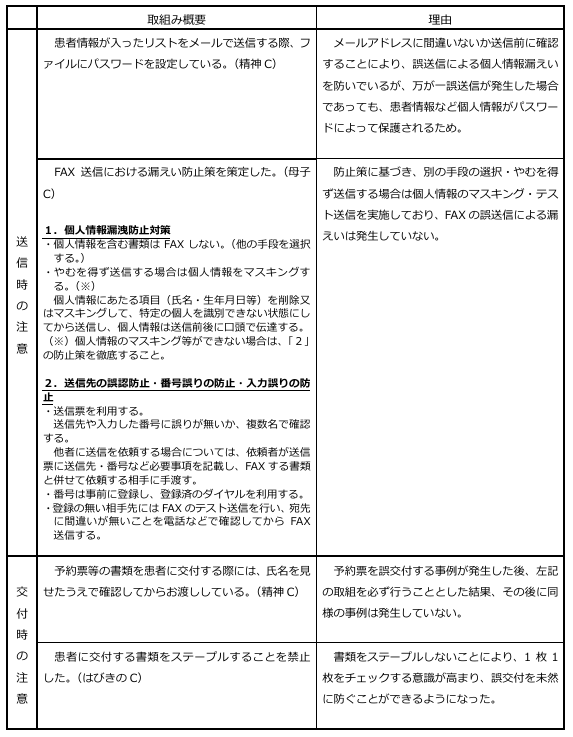 取組み概要
理由
送信時の注意
患者情報が入ったリストをメールで送信する際、フ
ァイルにパスワードを設定している。（精神C）
メールアドレスに間違いないか送信前に確認
することにより、誤送信による個人情報漏えい
を防いでいるが、万が一誤送信が発生した場合
であっても、患者情報など個人情報がパスワー
ドによって保護されるため。
FAX 送信における漏えい防止策を策定した。（母子
C）
１．個人情報漏洩防止対策
・個人情報を含む書類は FAX しない。（他の手段を選択
する。）
・やむを得ず送信する場合は個人情報をマスキングす
る。（※）
個人情報にあたる項目（氏名・生年月日等）を削除又
はマスキングして、特定の個人を識別できない状態にし
てから送信し、個人情報は送信前後に口頭で伝達する。
（※）個人情報のマスキング等ができない場合は、「２」
の防止策を徹底すること。
２．送信先の誤認防止・番号誤りの防止・入力誤りの防
止
・送信票を利用する。
送信先や入力した番号に誤りが無いか、複数名で確認
する。
他者に送信を依頼する場合については、依頼者が送信
票に送信先・番号など必要事項を記載し、FAX する書類
と併せて依頼する相手に手渡す。
・番号は事前に登録し、登録済のダイヤルを利用する。
・登録の無い相手先には FAX のテスト送信を行い、宛先
に間違いが無いことを電話などで確認してから FAX
送信する。
防止策に基づき、別の手段の選択・やむを得
ず送信する場合は個人情報のマスキング・テス
ト送信を実施しており、FAX の誤送信による漏
えいは発生していない。
交付時の注意
予約票等の書類を患者に交付する際には、氏名を見
せたうえで確認してからお渡ししている。（精神C）
予約票を誤交付する事例が発生した後、左記
の取組を必ず行うこととした結果、その後に同
様の事例は発生していない。
患者に交付する書類をステープルすることを禁止
した。（はびきのC）
書類をステープルしないことにより、1 枚 1
枚をチェックする意識が高まり、誤交付を未然
に防ぐことができるようになった。